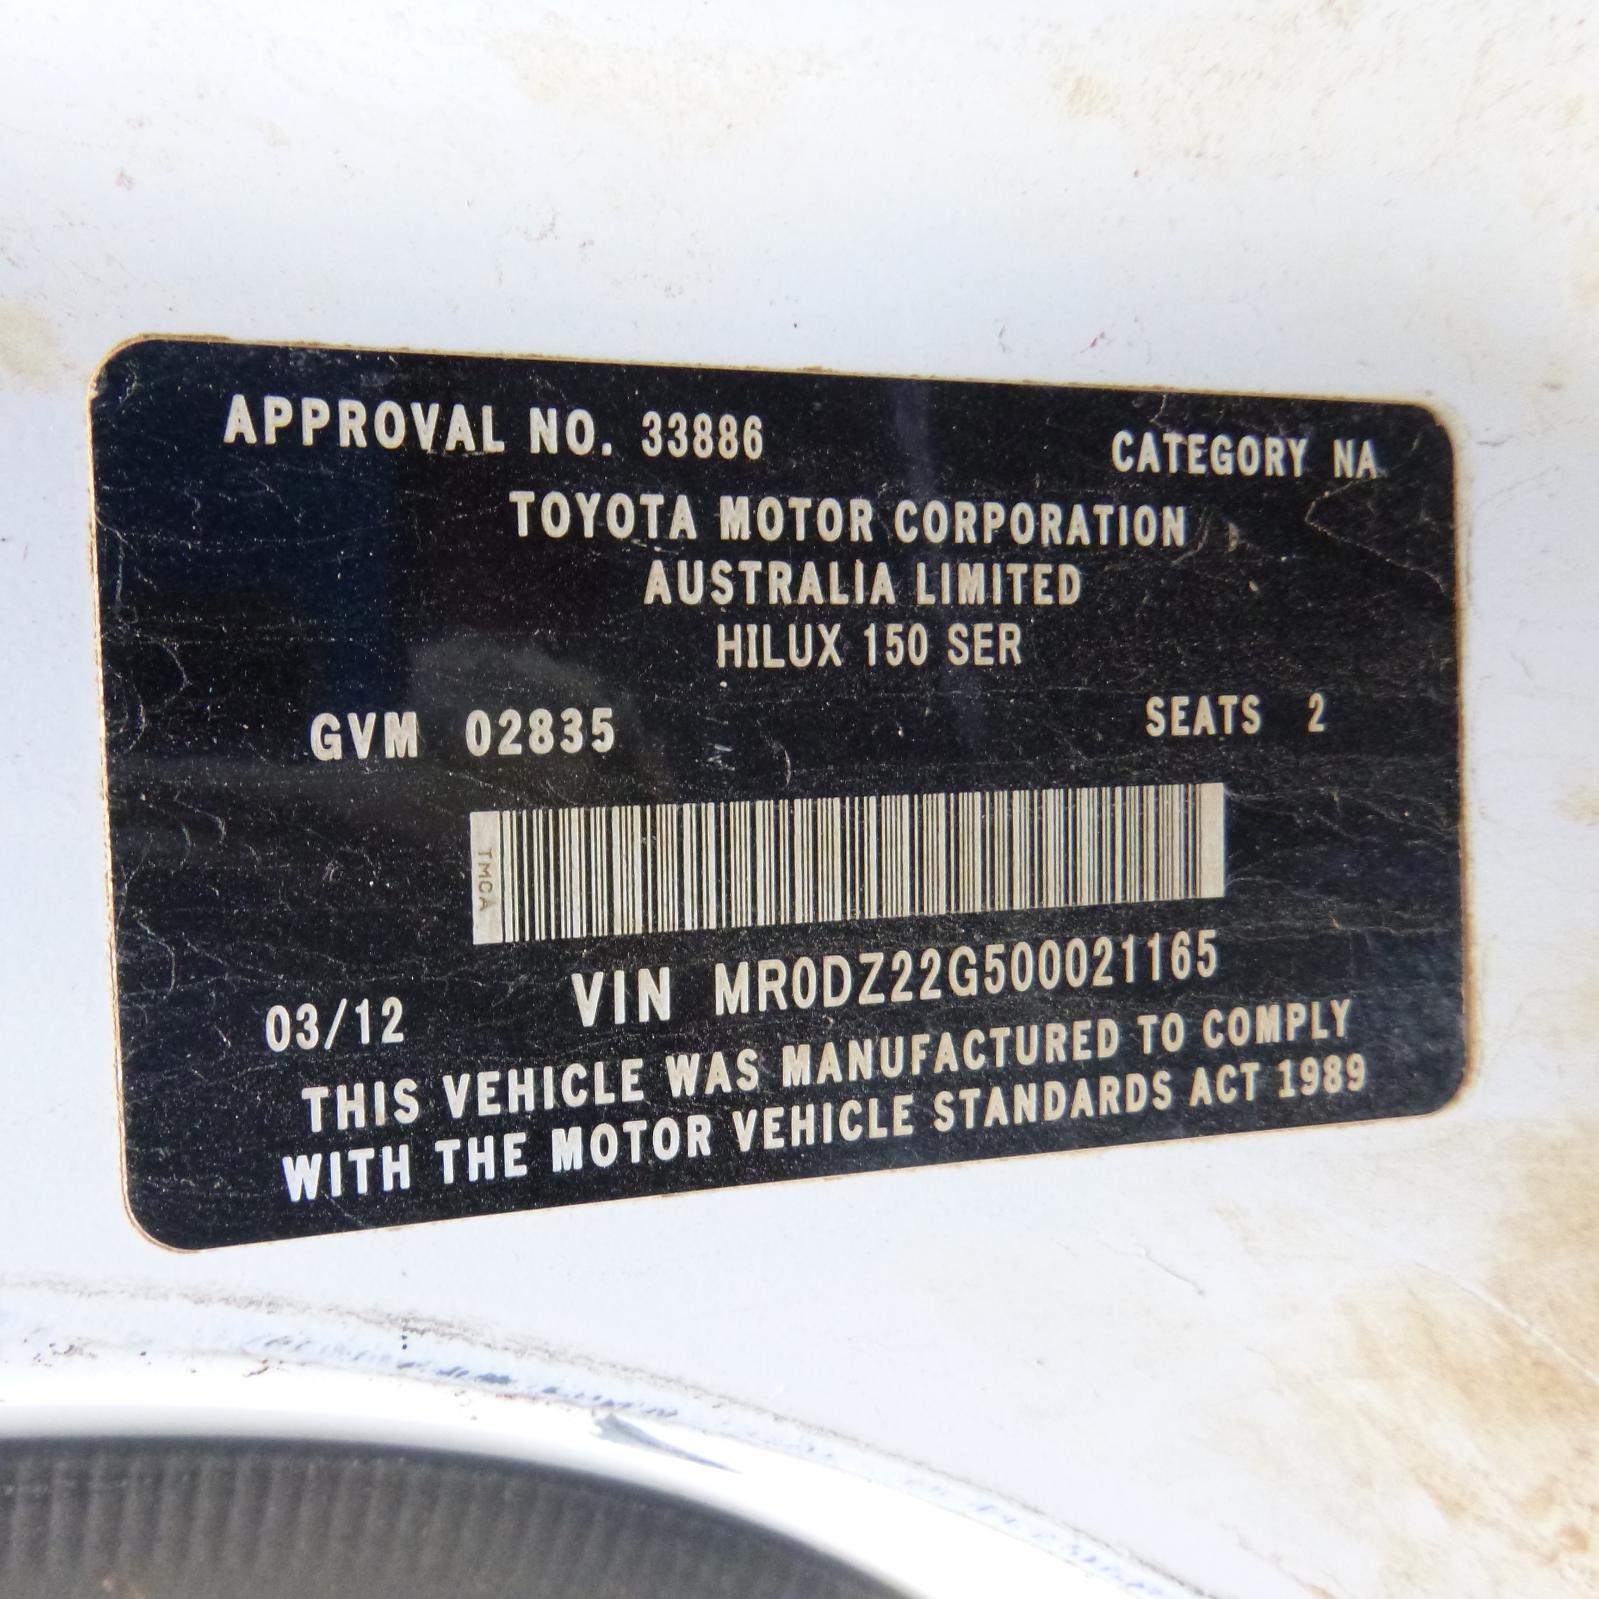 APPROVAL NO. 33886 CATEGORY NA
TOYOTA MOTOR CORPORATION
AUSTRALIA LIMITED
HILUX 150 SER
GVM 02835 SEATS 2
TMCA
VIN MR0DZ22G500021165
03/12
THIS VEHICLE WAS MANUFACTURED TO COMPLY
WITH THE MOTOR VEHICLE STANDARDS ACT 1989